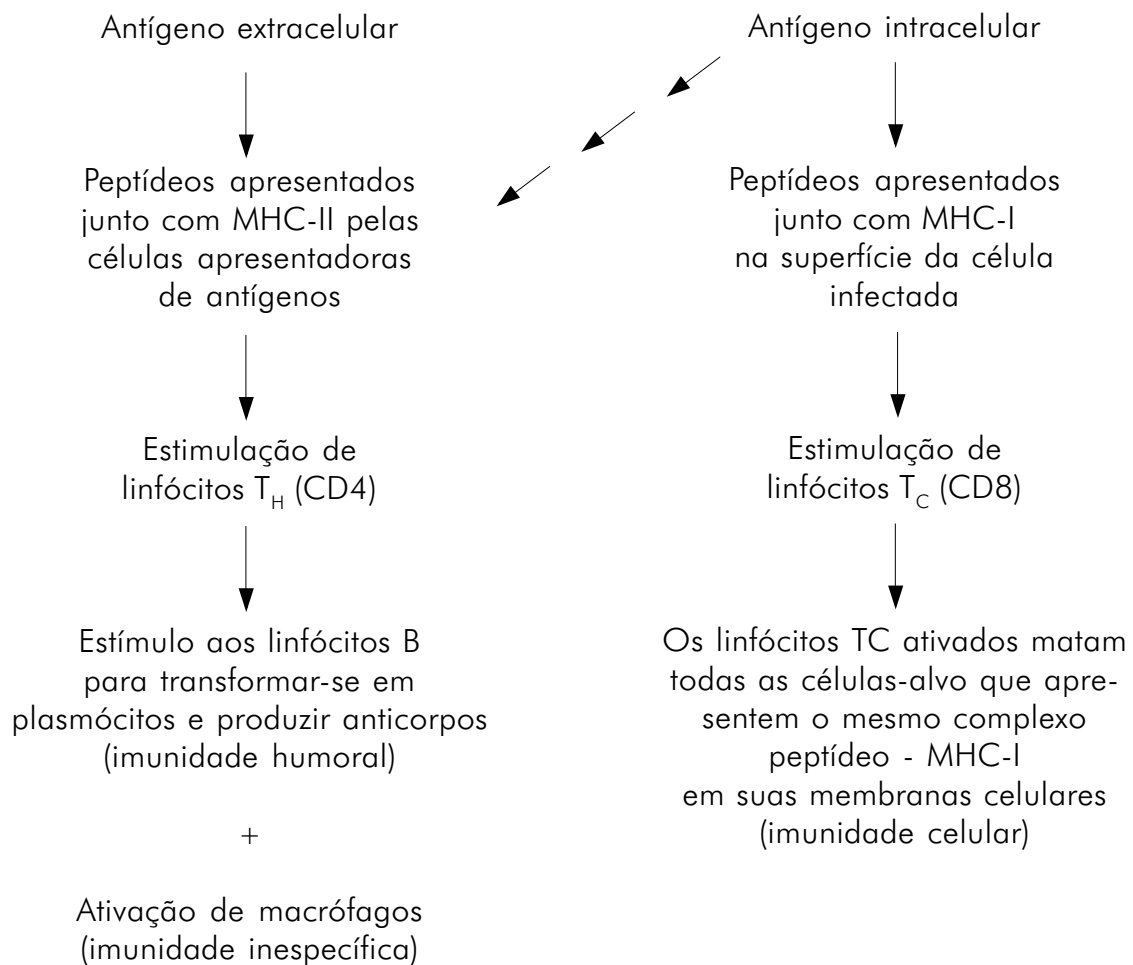 Antígeno extracelular
Peptídeos apresentados
junto com MHC-II pelas
células apresentadoras
de antígenos
Estimulação de
linfócitos TH (CD4)
Estímulo aos linfócitos B
para transformar-se em
plasmócitos e produzir anticorpos
(imunidade humoral)
+
Ativação de macrófagos
(imunidade inespecífica)
Antígeno intracelular
Peptídeos apresentados
junto com MHC-I
na superfície da célula
infectada
Estimulação de
linfócitos TC (CD8)
Os linfócitos TC ativados matam
todas as células-alvo que apre-
sentem o mesmo complexo
peptídeo - MHC-I
em suas membranas celulares
(imunidade celular)